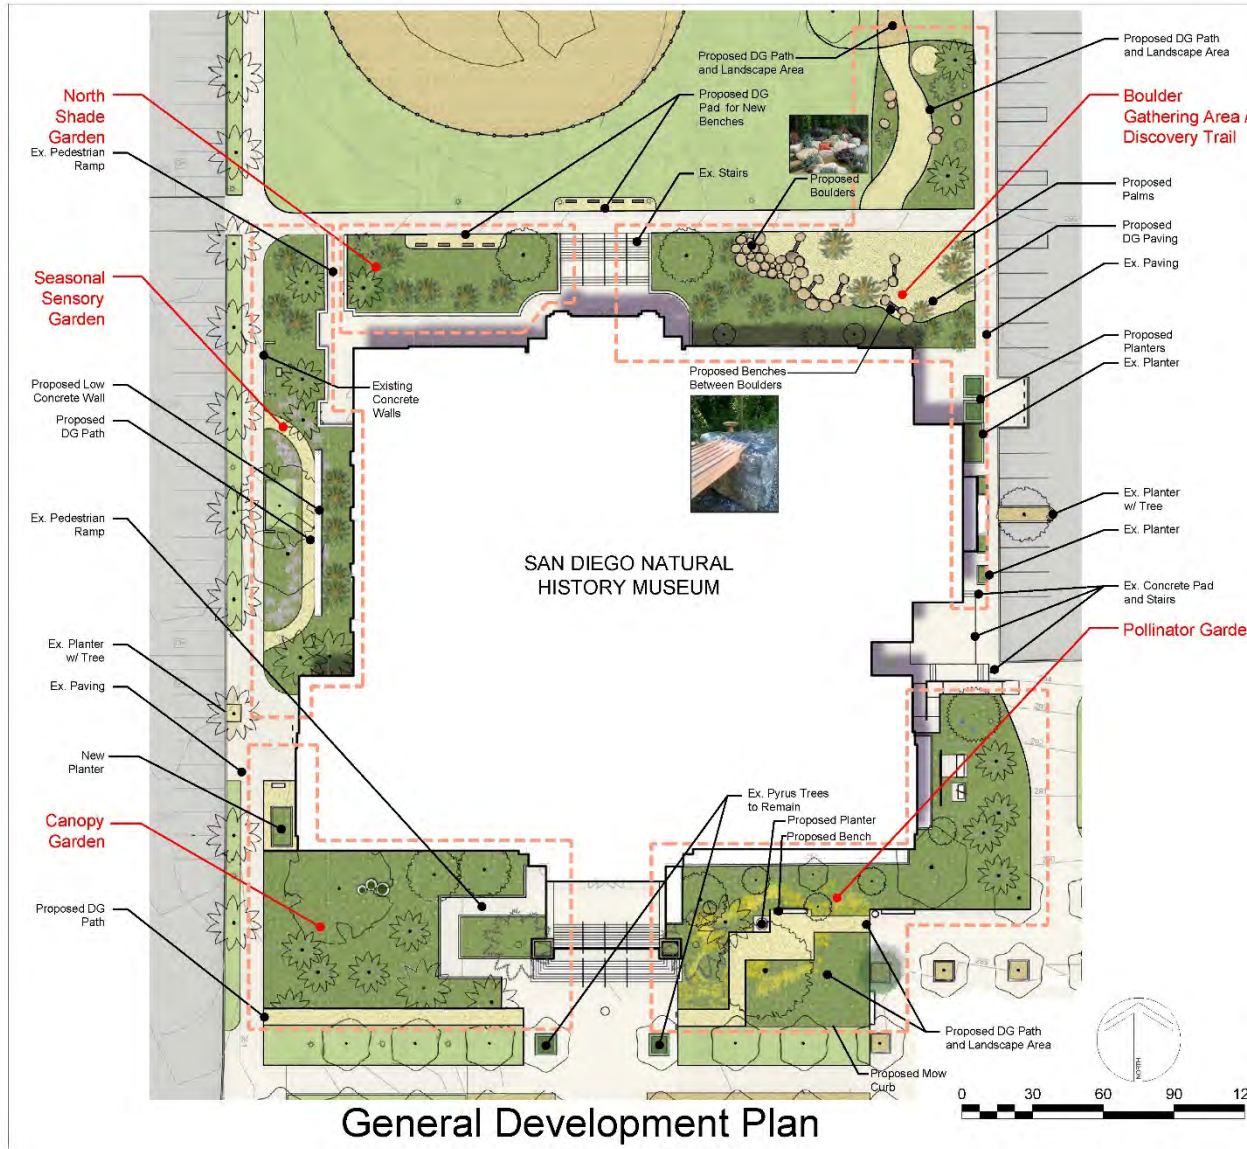 North
Shade
Garden
Ex. Pedestrian
Ramp
Seasonal
Sensory
Garden
Proposed Low
Concrete Wall
Proposed
DG Path
Ex. Pedestrian
Ramp
Ex. Planter
w/ Tree
Ex. Paving
New
Planter
Canopy
Garden
Proposed DG
Path
Proposed DG Path
and Landscape Area
Proposed DG
Pad for New
Benches
Ex. Stairs
Proposed
Boulders
Existing
Concrete
Walls
Proposed Benches
Between Boulders
SAN DIEGO NATURAL
HISTORY MUSEUM
Ex. Pyrus Trees
to Remain
Proposed Planter
Proposed Bench
Proposed DG Path
and Landscape Area
Boulder
Gathering Area
Discovery Trail
Proposed
Palms
Proposed
DG Paving
Ex. Paving
Proposed
Planters
Ex. Planter
Ex. Planter
w/ Tree
Ex. Planter
Ex. Concrete Pad
and Stairs
Pollinator Garde
Proposed DG Path
and Landscape Area
Proposed Mow
Curb
NORTH
0 30 60 90 12
General Development Plan